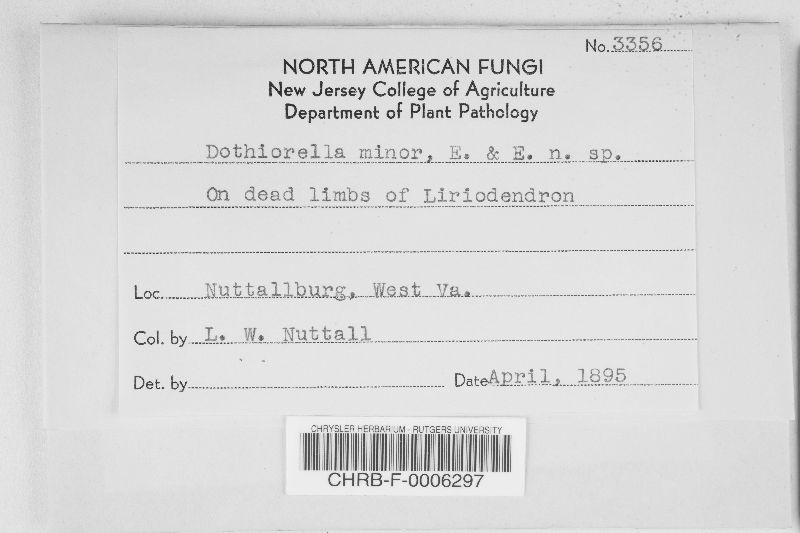 No. 3356
NORTH AMERICAN FUNGI
New Jersey College of Agriculture
Department of Plant Pathology
Dothiorella minor, E. & E. n. sp.
On dead limbs of Liriodendron
Loc. Nuttallburg, West Va.
Col. by L. W. Nuttall
Det. by Date April, 1895
CHRYSLER HERBARIUM - RUTGERS UNIVERSITY
CHRB-F-0006297